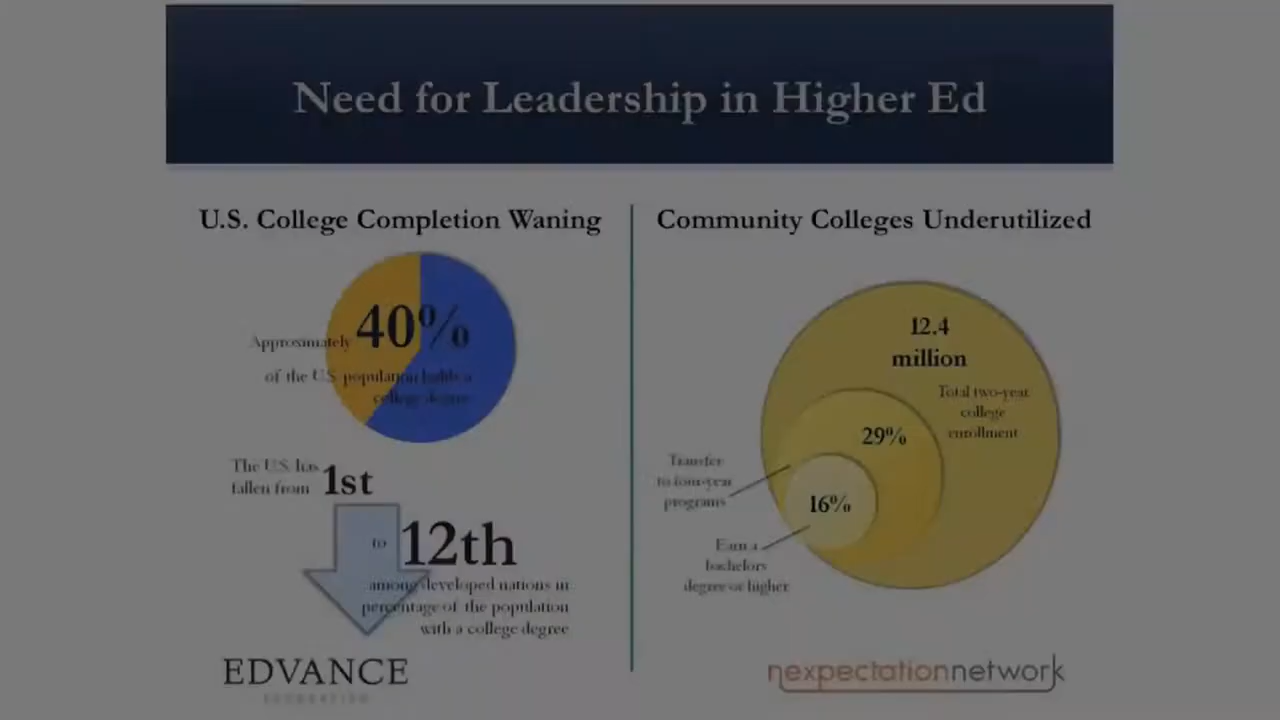 Need for Leadership in Higher Ed
U.S. College Completion Waning
Approximately 40%
of the U.S. population holds a
college degree
The U.S. has
fallen from 1st
to 12th
among developed nations in
percentage of the population
with a college degree
EDVANCE
FOUNDATION
Community Colleges Underutilized
12.4
million
Total two-year
college
enrollment
29%
Transfer
to four-year
programs
16%
Earn a
bachelors
degree or higher
nexpectationnetwork